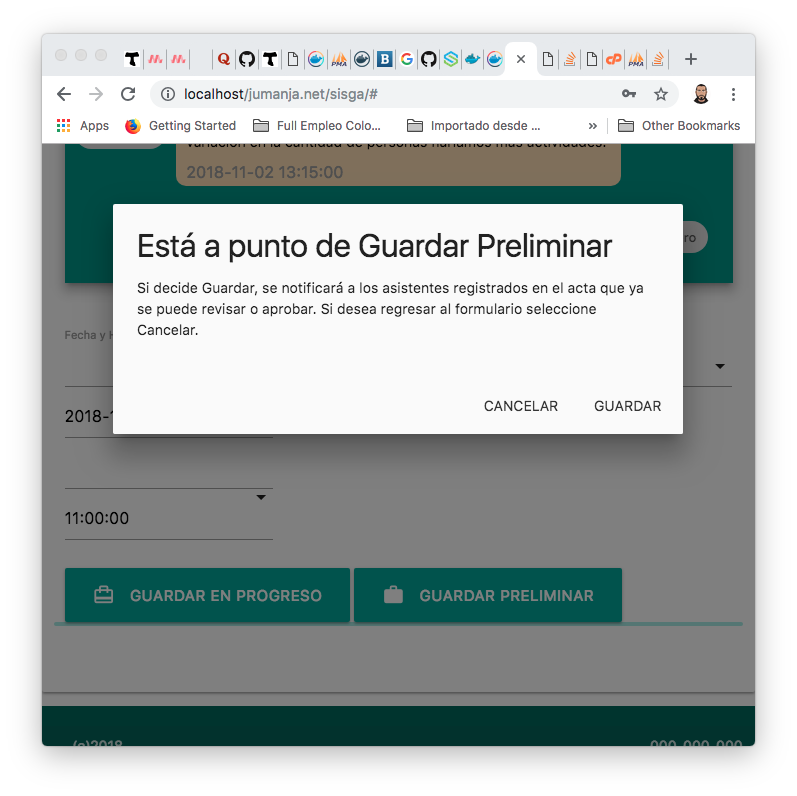 localhost/jumanja.net/sisga/#
Apps Getting Started Full Empleo Colo... Importado desde ... » Other Bookmarks
variación en la cantidad de personas haríamos más actividades.
2018-11-02 13:15:00
Está a punto de Guardar Preliminar
Si decide Guardar, se notificará a los asistentes registrados en el acta que ya
se puede revisar o aprobar. Si desea regresar al formulario seleccione
Cancelar.
CANCELAR GUARDAR
ro
Fecha y H
2018-1
11:00:00
GUARDAR EN PROGRESO GUARDAR PRELIMINAR
(c)2018 000-000-000